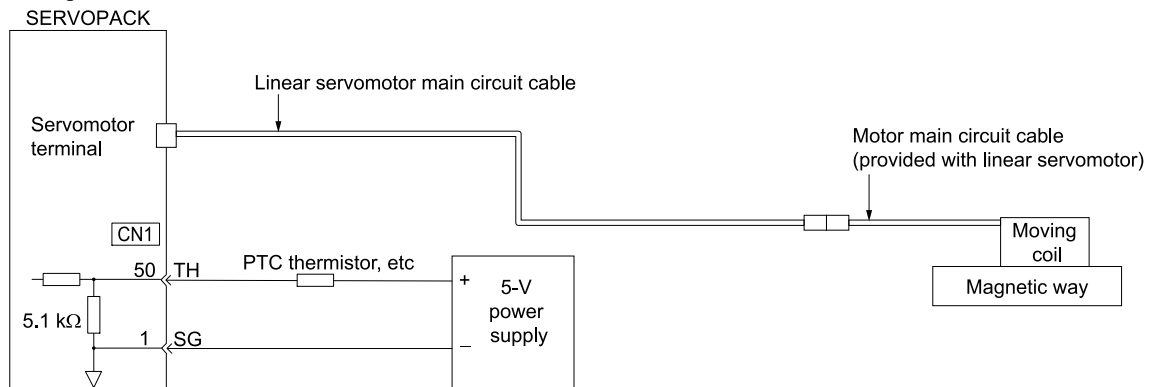 SERVOPACK
Linear servomotor main circuit cable
Servomotor
terminal
Motor main circuit cable
(provided with linear servomotor)
CN1
Moving
coil
Magnetic way
50
TH
PTC thermistor, etc
+
5-V
power
supply
5.1 kΩ
1
SG
−